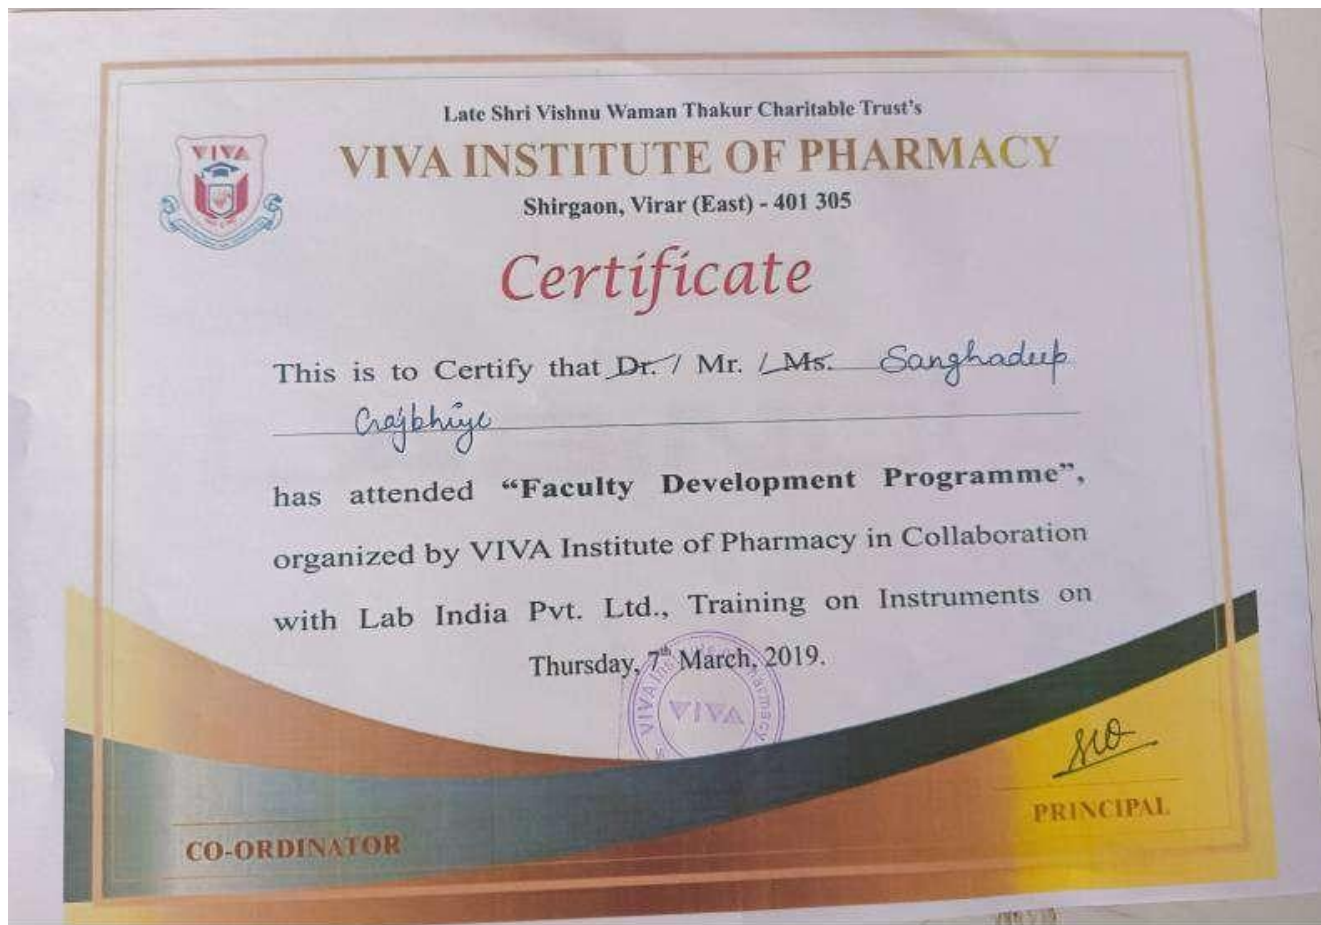 Late Shri Vishnu Waman Thakur Charitable Trust's
VIVA
VIVA INSTITUTE OF PHARMACY
Shirgaon, Virar (East) - 401 305
Certificate
This is to Certify that Dr. / Mr. / Ms. Sanghadeep
Gajbhiye
has attended “Faculty Development Programme”,
organized by VIVA Institute of Pharmacy in Collaboration
with Lab India Pvt. Ltd., Training on Instruments on
Thursday, 7th March, 2019.
VIVA
PRINCIPAL
CO-ORDINATOR